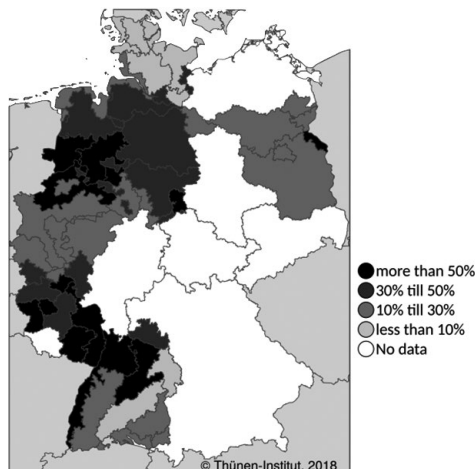 more than 50%
30% till 50%
10% till 30%
less than 10%
No data
© Thünen-Institut, 2018